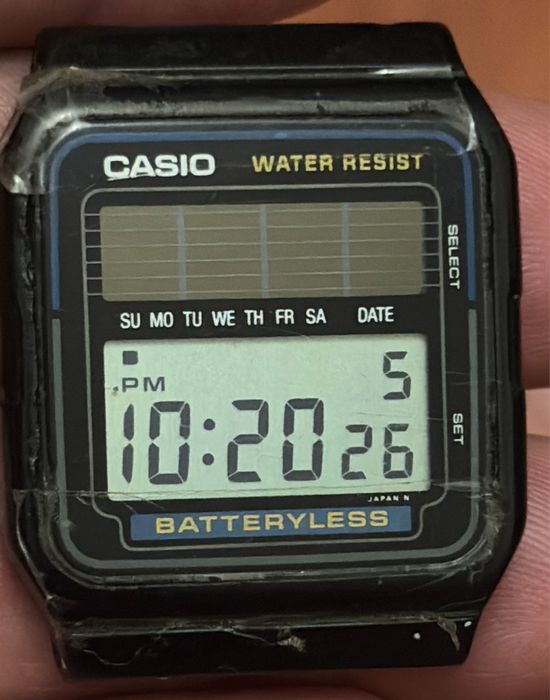 CASIO WATER RESIST
SELECT
SU MO TU WE TH FR SA DATE
5
PM
10:20 26
SET
JAPAN N
BATTERYLESS